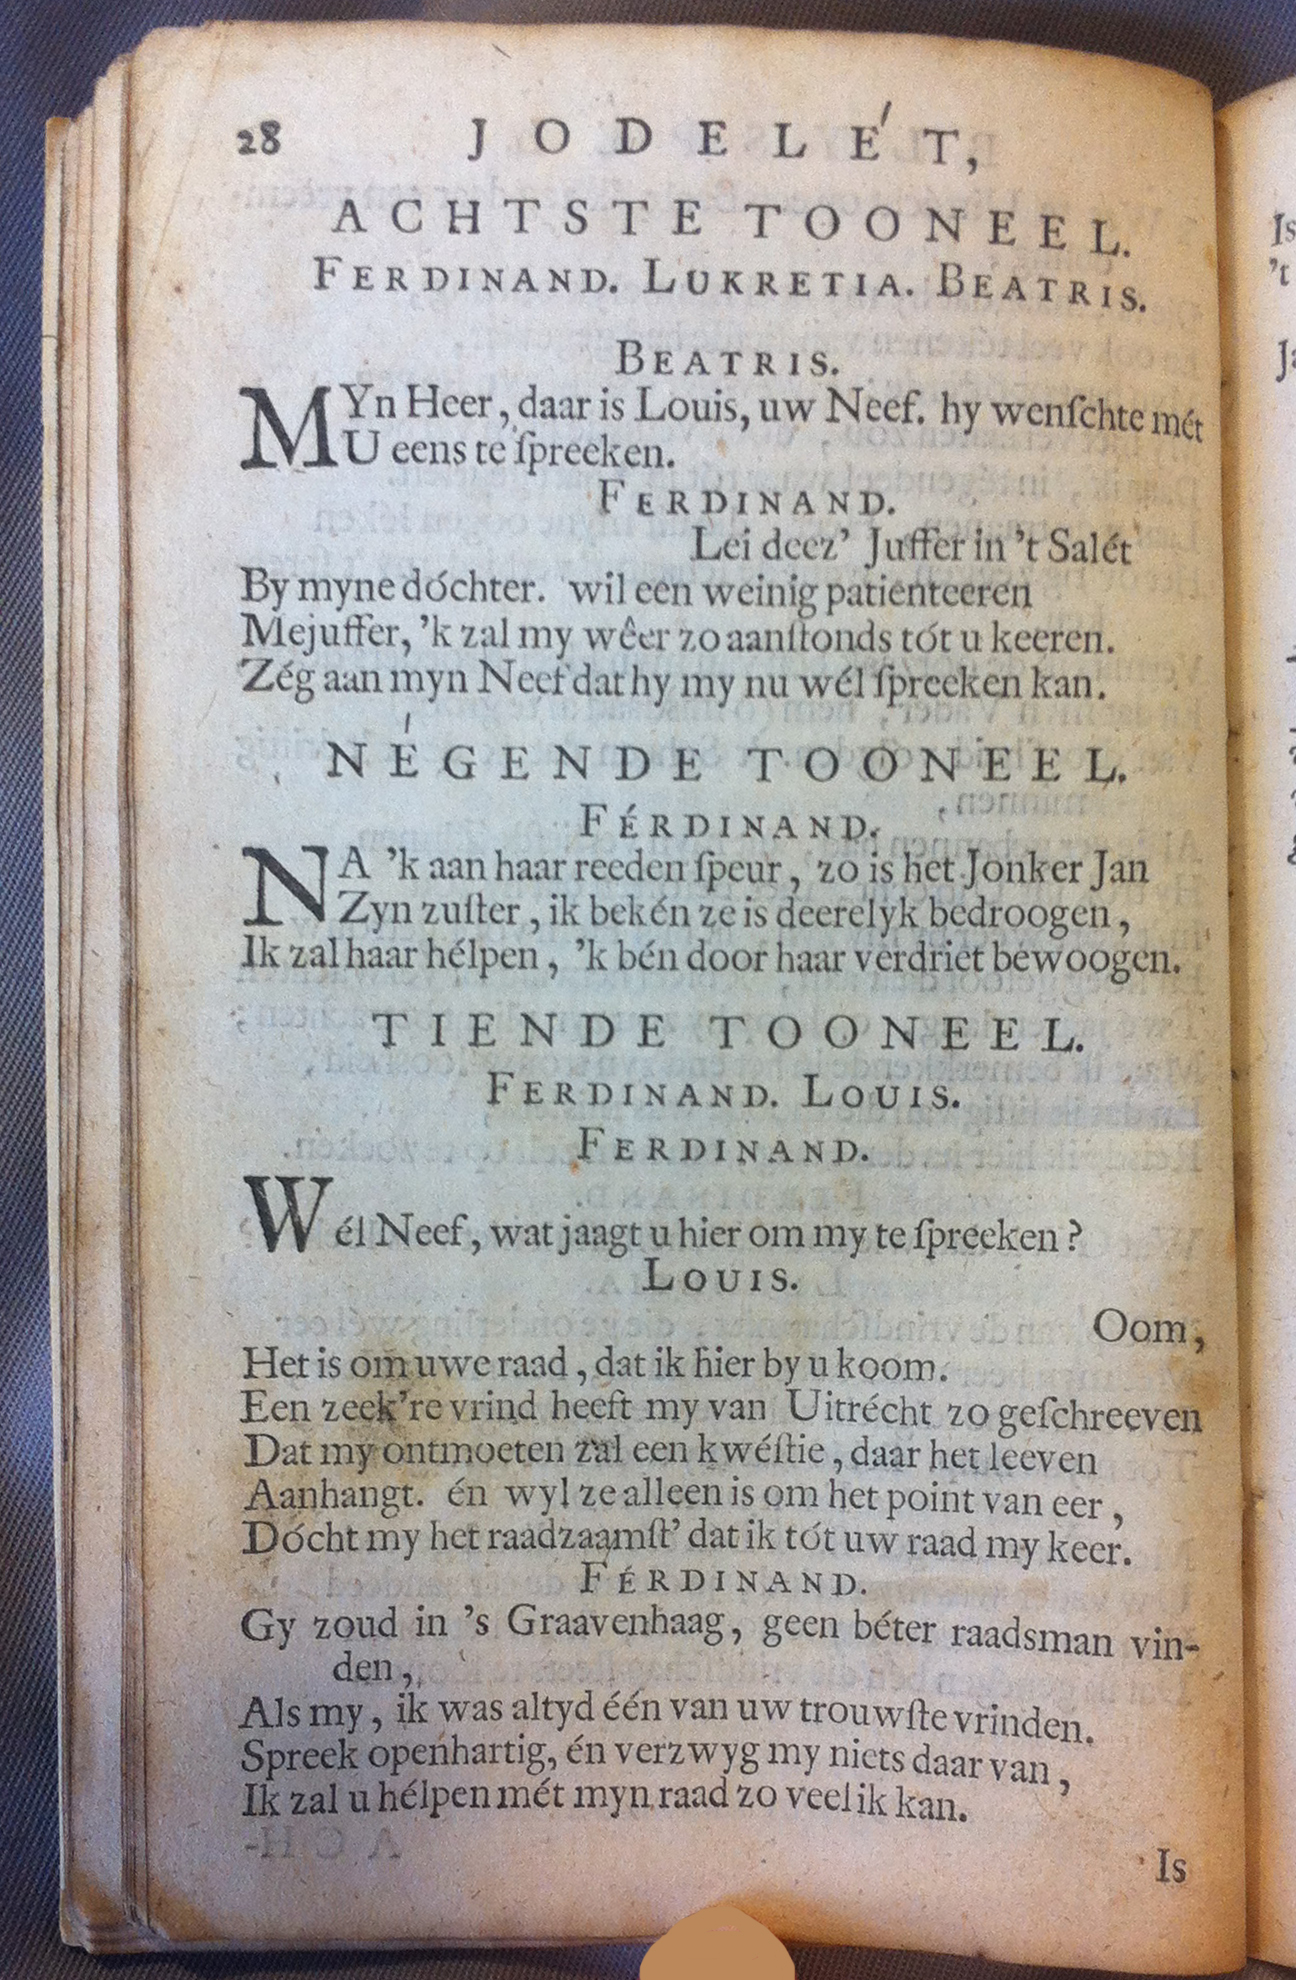 28 JODELÉT,
ACHTSTE TOONEEL.
FERDINAND. LUKRETIA. BEATRIS.
BEATRIS.
MYn Heer, daar is Louis, uw Neef. hy wenſchte mét
U eens te ſpreeken.
FERDINAND.
Lei deez' Juffer in 't Salét
By myne dóchter. wil een weinig patiënteeren
Mejuffer, 'k zal my wêer zo aanſtonds tót u keeren.
Zég aan myn Neef dat hy my nu wél ſpreeken kan.
NÉGENDE TOONEEL.
FÉRDINAND.
NA 'k aan haar reeden ſpeur, zo is het Jonker Jan
Zyn zuſter, ik bekén ze is deerelyk bedroogen,
Ik zal haar hélpen, 'k bén door haar verdriet bewoogen.
TIENDE TOONEEL.
FERDINAND. LOUIS.
FERDINAND.
Wél Neef, wat jaagt u hier om my te ſpreeken?
LOUIS.
Oom,
Het is om uwe raad, dat ik hier by u koom.
Een zeek're vrind heeft my van Uitrécht zo geſchreeven
Dat my ontmoeten zal een kwéſtie, daar het leeven
Aanhangt. én wyl ze alleen is om het point van eer,
Dócht my het raadzaamſt' dat ik tót uw raad my keer.
FÉRDINAND.
Gy zoud in 's Graavenhaag, geen béter raadsman vin-
den,
Als my, ik was altyd één van uw trouwſte vrinden.
Spreek openhartig, én verzwyg my niets daar van,
Ik zal u hélpen mét myn raad zo veel ik kan.
Is